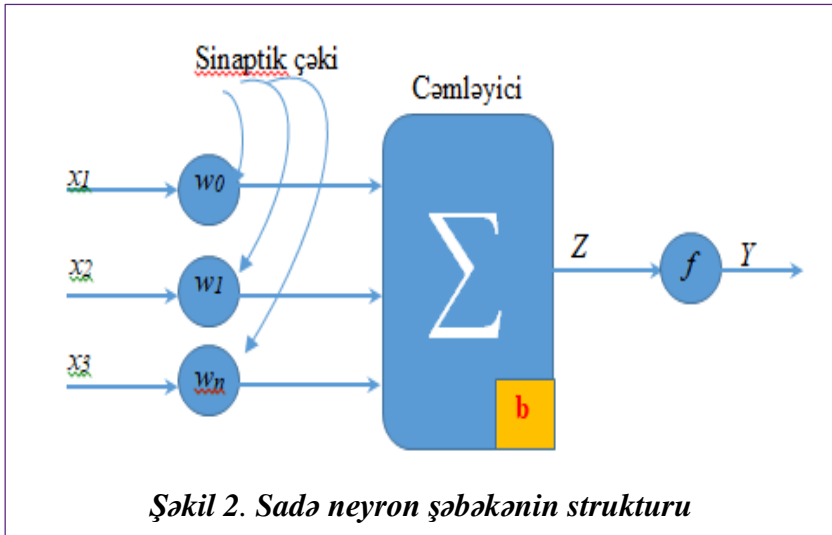 Sinaptik çəki
Cəmləyici
x1
w0
x2
w1
x3
wn
∑
b
Z
f
Y
Şəkil 2. Sadə neyron şəbəkənin strukturu